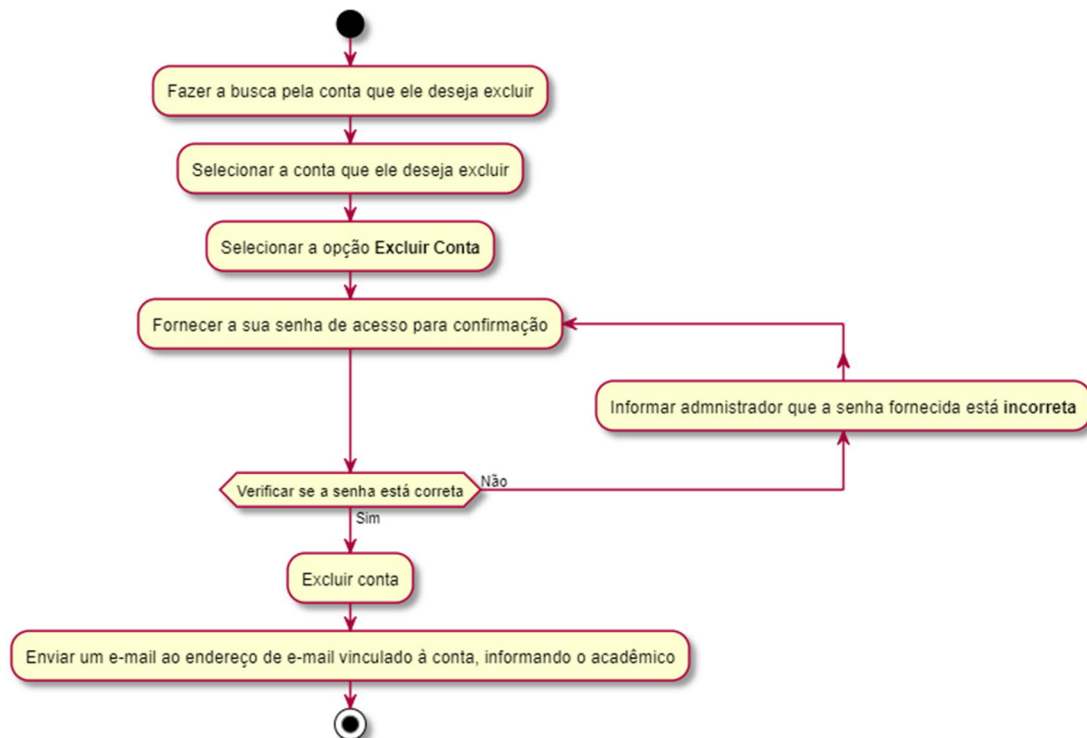 Fazer a busca pela conta que ele deseja excluir
Selecionar a conta que ele deseja excluir
Selecionar a opção Excluir Conta
Fornecer a sua senha de acesso para confirmação
Informar admnistrador que a senha fornecida está incorreta
Verificar se a senha está correta
Não
Sim
Excluir conta
Enviar um e-mail ao endereço de e-mail vinculado à conta, informando o acadêmico